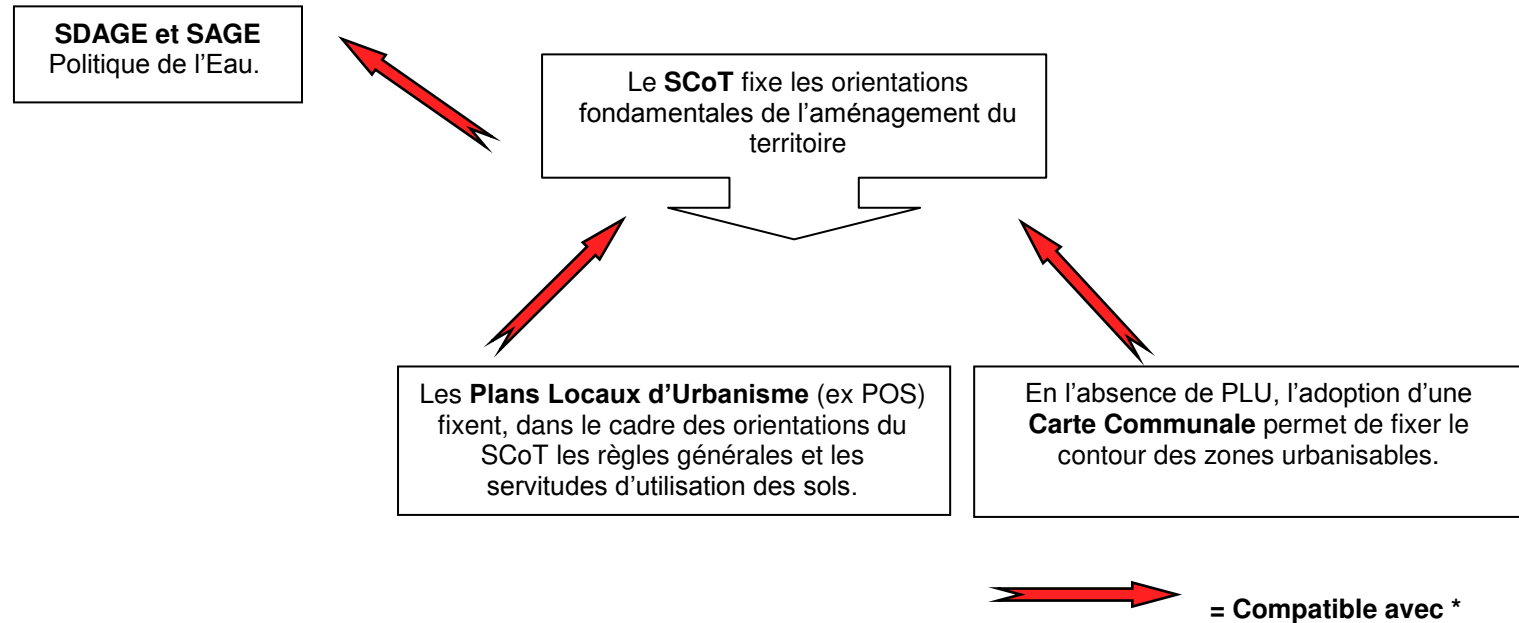 SDAGE et SAGE
Politique de l’Eau.
Le SCoT fixe les orientations
fondamentales de l’aménagement du
territoire
Les Plans Locaux d’Urbanisme (ex POS)
fixent, dans le cadre des orientations du
SCoT les règles générales et les
servitudes d’utilisation des sols.
En l’absence de PLU, l’adoption d’une
Carte Communale permet de fixer le
contour des zones urbanisables.
= Compatible avec *